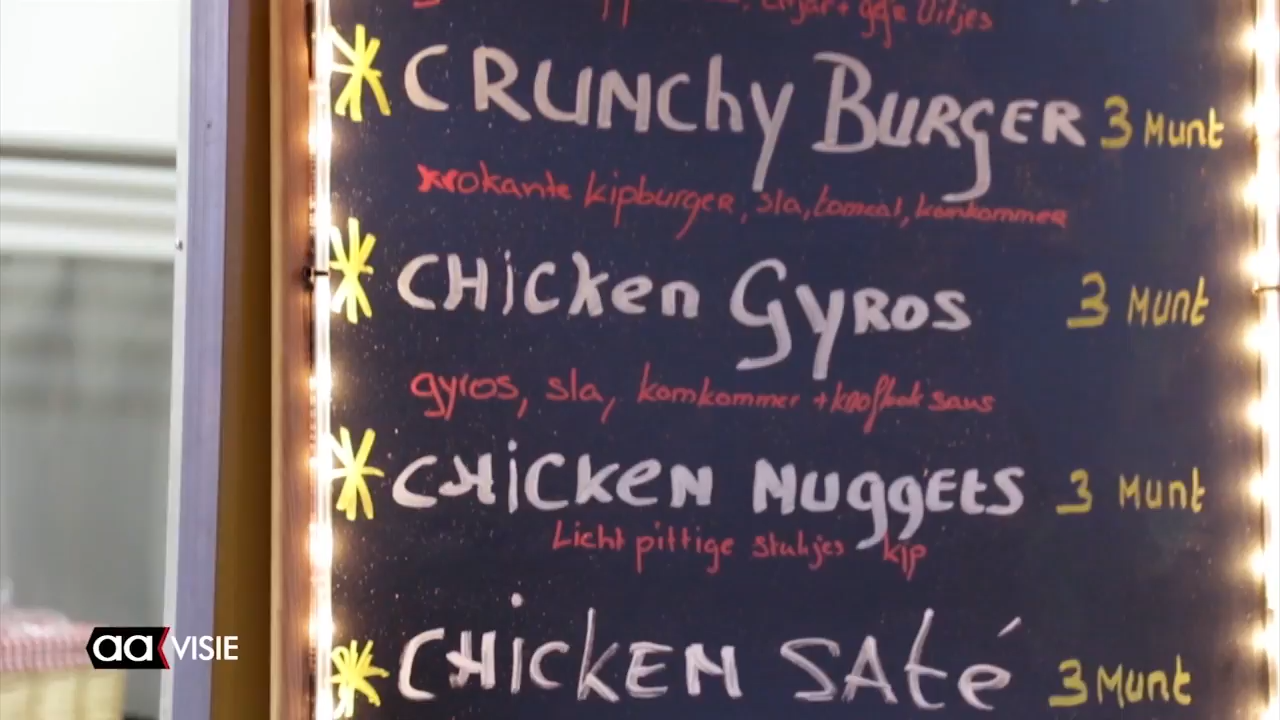 Uitjes
CRUNCHY BURGER 3 Munt
krokante kipburger, sla, tomaat, komkommer
CHicken GYROS 3 Munt
gyros, sla, komkommer + knoflook saus
CHICKEN NuggETS 3 Munt
Licht pittige stukjes kip
CHICKEN SATé 3 Munt
aa VISIE